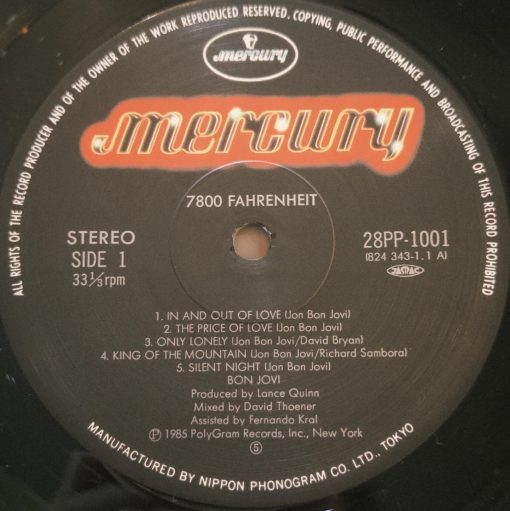 ALL RIGHTS OF THE RECORD PRODUCER AND OF THE OWNER OF THE WORK REPRODUCED RESERVED. COPYING, PUBLIC PERFORMANCE AND BROADCASTING OF THIS RECORD PROHIBITED
mercury
mercury
7800 FAHRENHEIT
STEREO
SIDE 1
33 1/3 rpm
28PP-1001
(824 343-1.1 A)
JASRAC
1. IN AND OUT OF LOVE (Jon Bon Jovi)
2. THE PRICE OF LOVE (Jon Bon Jovi)
3. ONLY LONELY (Jon Bon Jovi/David Bryan)
4. KING OF THE MOUNTAIN (Jon Bon Jovi/Richard Sambora)
5. SILENT NIGHT (Jon Bon Jovi)
BON JOVI
Produced by Lance Quinn
Mixed by David Thoener
Assisted by Fernando Kral
Ⓟ 1985 PolyGram Records, Inc., New York
⑤
MANUFACTURED BY NIPPON PHONOGRAM CO. LTD., TOKYO